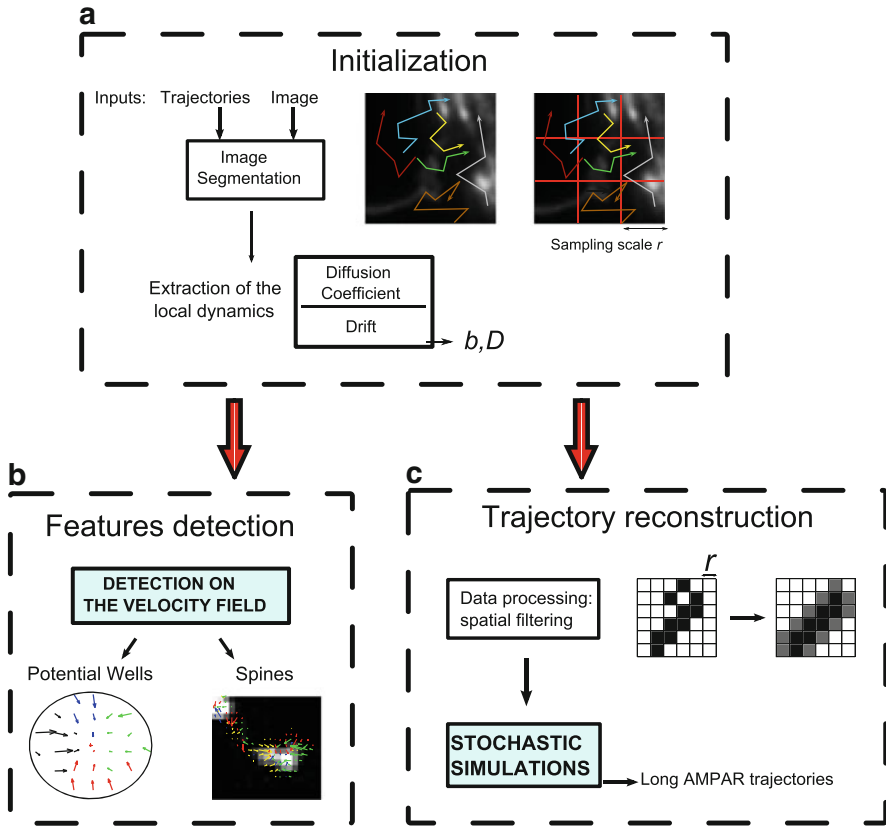 a
Initialization
Inputs: Trajectories Image
Image
Segmentation
Sampling scale r
Extraction of the
local dynamics
Diffusion
Coefficient
Drift
b,D
b
Features detection
DETECTION ON
THE VELOCITY FIELD
Potential Wells
Spines
c
Trajectory reconstruction
r
Data processing:
spatial filtering
STOCHASTIC
SIMULATIONS
Long AMPAR trajectories